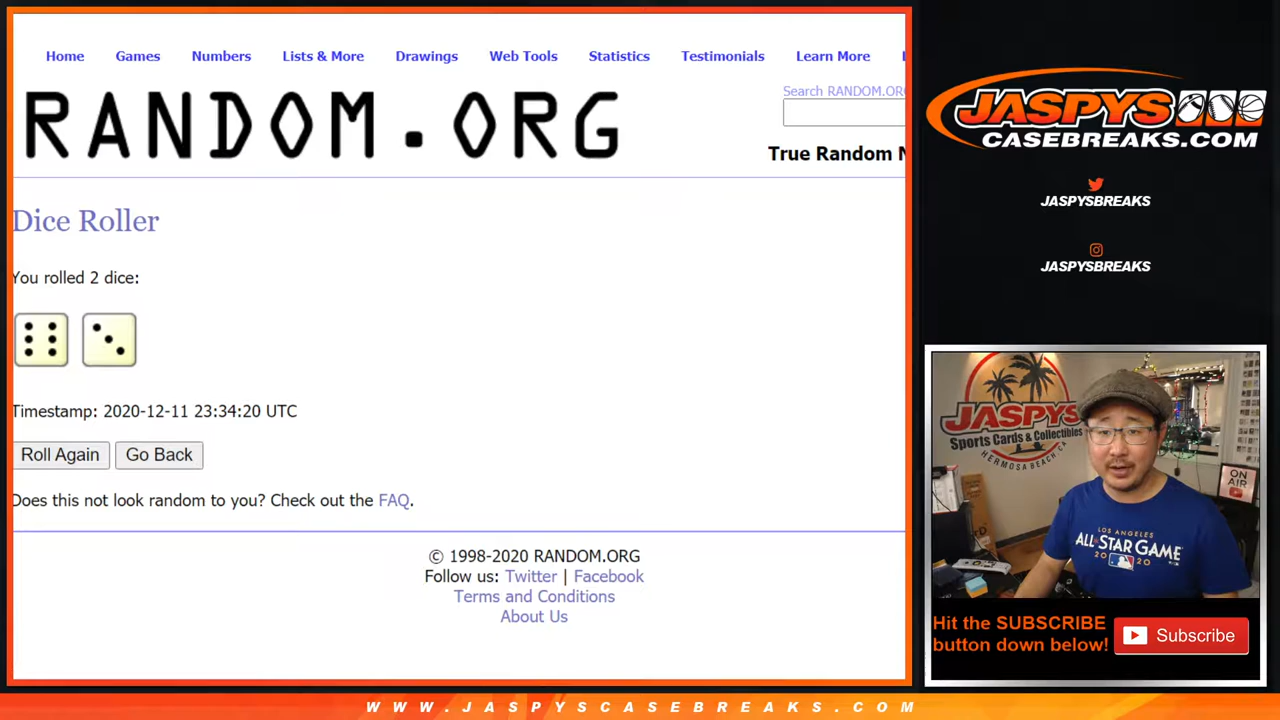 Home Games Numbers Lists & More Drawings Web Tools Statistics Testimonials Learn More
RANDOM.ORG
Search RANDOM.ORG
True Random N
Dice Roller
You rolled 2 dice:
Timestamp: 2020-12-11 23:34:20 UTC
Roll Again Go Back
Does this not look random to you? Check out the FAQ.
© 1998-2020 RANDOM.ORG
Follow us: Twitter | Facebook
Terms and Conditions
About Us
JASPYS
CASEBREAKS.COM
JASPYSBREAKS
JASPYSBREAKS
JASPYS
Sports Cards & Collectibles
HERMOSA BEACH CA
ON AIR
LOS ANGELES
ALL-STAR GAME
2020
Hit the SUBSCRIBE
button down below!
Subscribe
WWW.JASPYSCASEBREAKS.COM